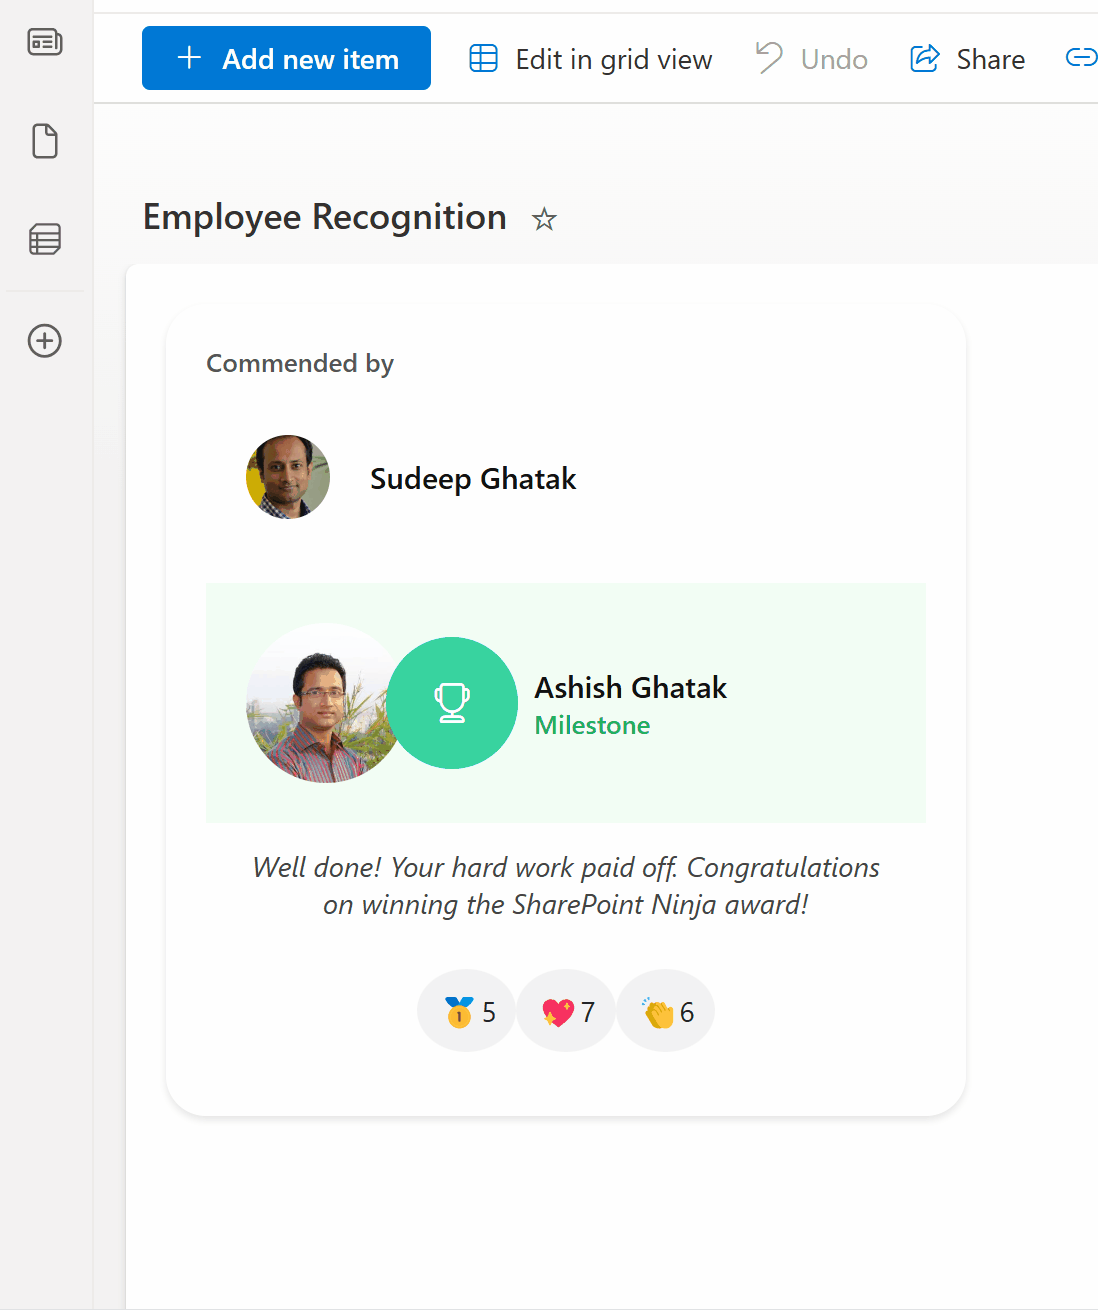 Add new item
Edit in grid view
Undo
Share
Employee Recognition
Commended by
Sudeep Ghatak
Ashish Ghatak
Milestone
Well done! Your hard work paid off. Congratulations
on winning the SharePoint Ninja award!
5
7
6